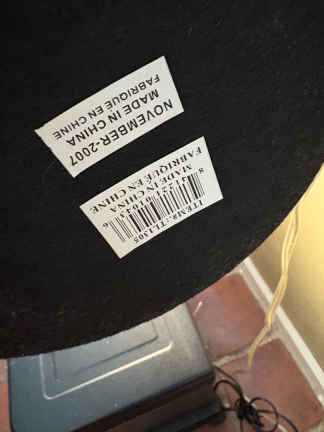 NOVEMBER-2007
MADE IN CHINA
FABRIQUE EN CHINE
ITEM#: TL1305
MADE IN CHINA
FABRIQUE EN CHINE